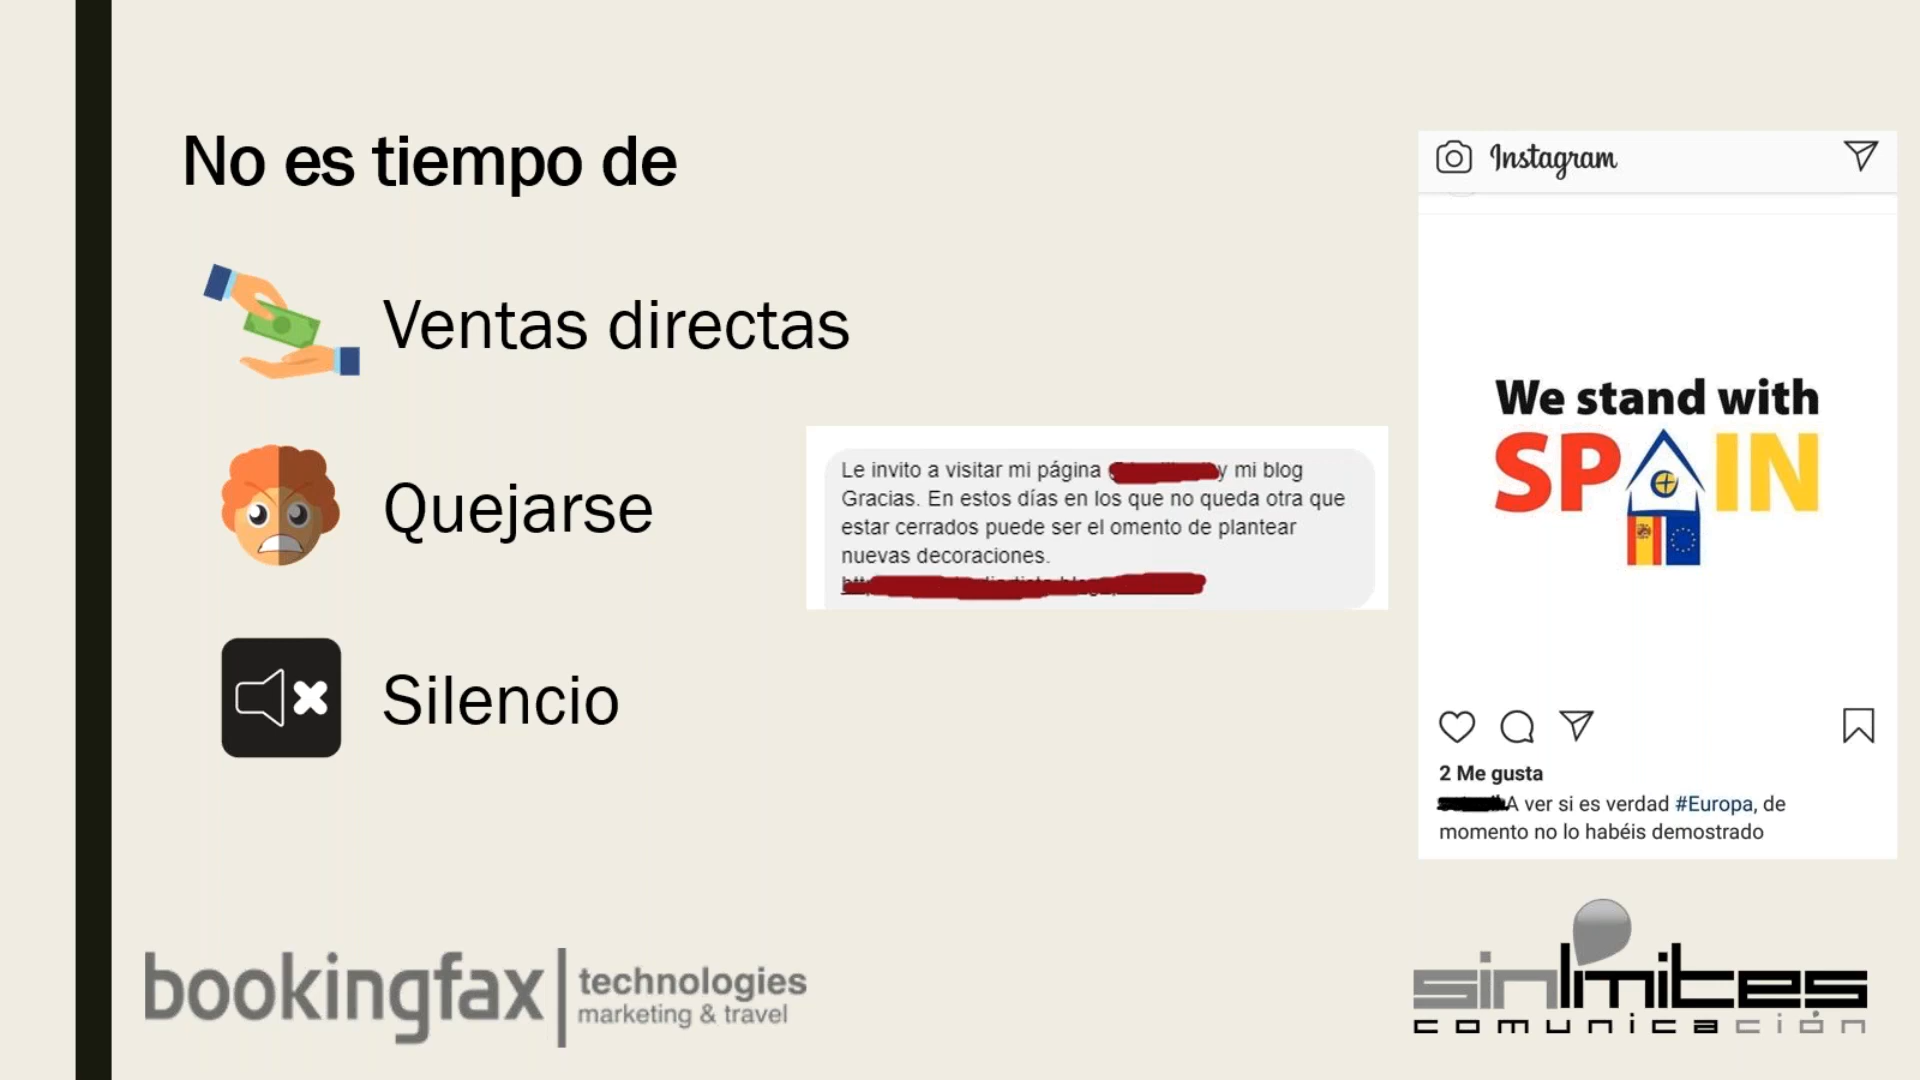 No es tiempo de
Ventas directas
Quejarse
Silencio
Le invito a visitar mi página y mi blog
Gracias. En estos días en los que no queda otra que
estar cerrados puede ser el omento de plantear
nuevas decoraciones.
Instagram
We stand with
SPAIN
2 Me gusta
A ver si es verdad #Europa, de
momento no lo habéis demostrado
bookingfax
technologies
marketing & travel
sinlimites
comunicación